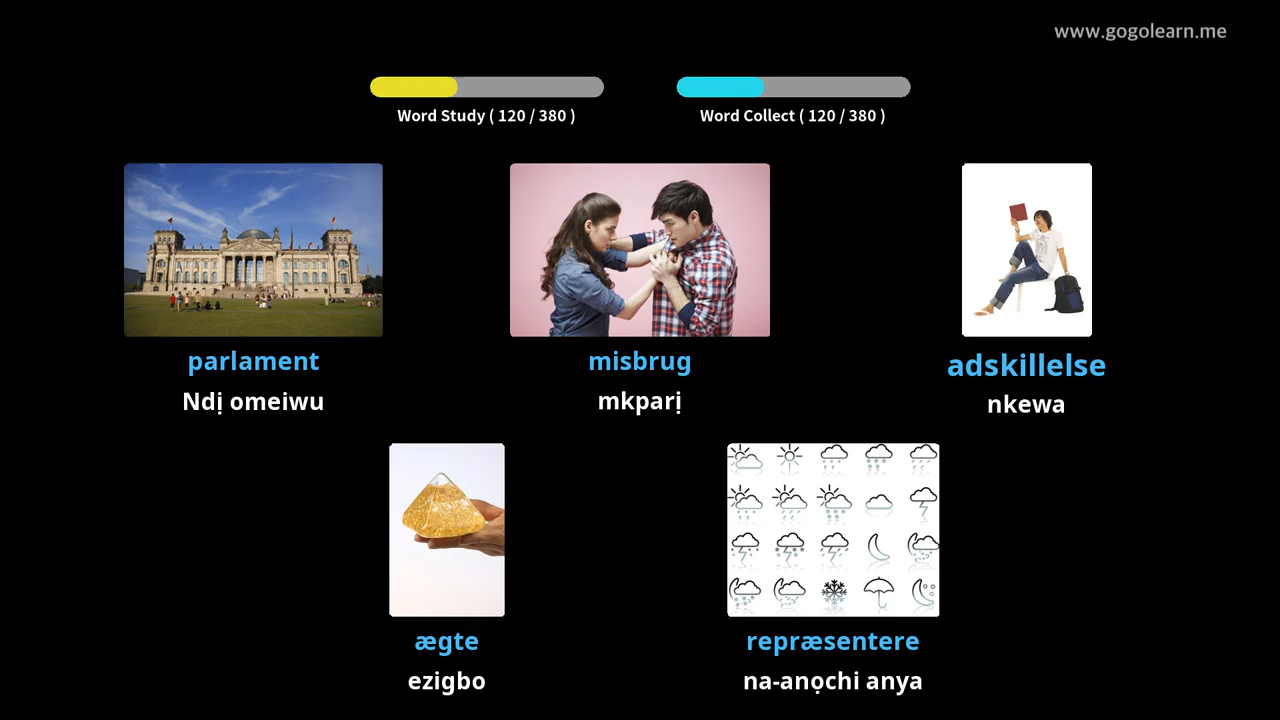 www.gogolearn.me
Word Study ( 120 / 380 )
Word Collect ( 120 / 380 )
parlament
Ndị omeiwu
misbrug
mkparị
adskillelse
nkewa
ægte
ezigbo
repræsentere
na-anọchi anya